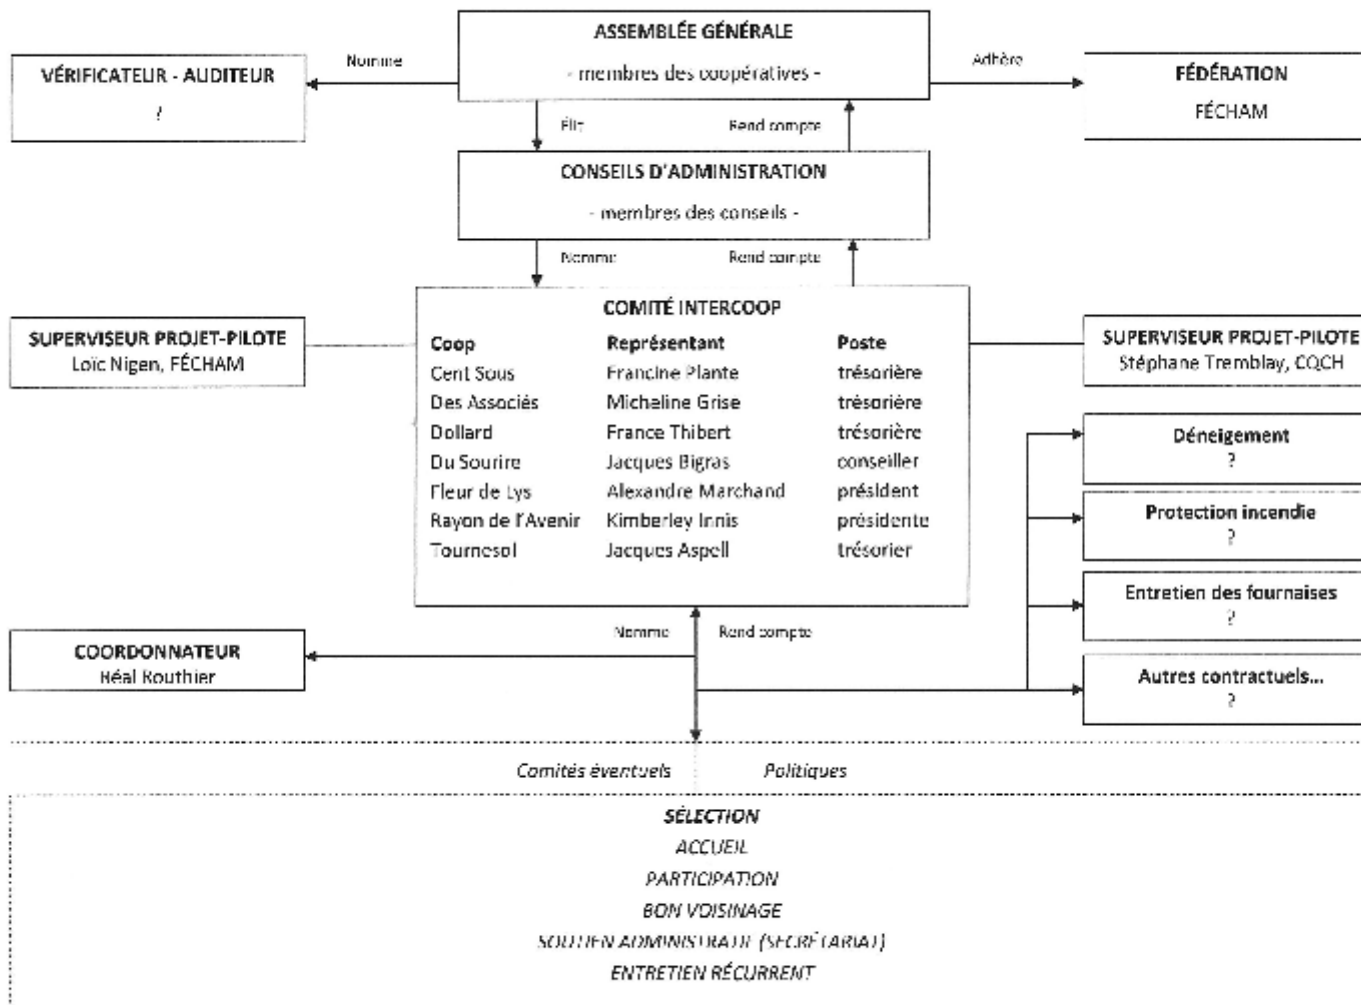 ASSEMBLÉE GÉNÉRALE
- membres des coopératives -
Nomme
Adhère
VÉRIFICATEUR - AUDITEUR
?
FÉDÉRATION
FÉCHAM
Élit
Rend compte
CONSEILS D'ADMINISTRATION
- membres des conseils -
Nomme
Rend compte
COMITÉ INTERCOOP
Coop Représentant Poste
Cent Sous Francine Plante trésorière
Des Associés Micheline Grise trésorière
Dollard France Thibert trésorière
Du Sourire Jacques Bigras conseiller
Fleur de Lys Alexandre Marchand président
Rayon de l'Avenir Kimberley Innis présidente
Tournesol Jacques Aspell trésorier
SUPERVISEUR PROJET-PILOTE
Loïc Nigen, FÉCHAM
SUPERVISEUR PROJET-PILOTE
Stéphane Tremblay, CQCH
Déneigement
?
Protection incendie
?
Entretien des fournaises
?
Autres contractuels...
?
Nomme
Rend compte
COORDONNATEUR
Réal Routhier
Comités éventuels
Politiques
SÉLECTION
ACCUEIL
PARTICIPATION
BON VOISINAGE
SOUTIEN ADMINISTRATIF (SECRÉTARIAT)
ENTRETIEN RÉCURRENT